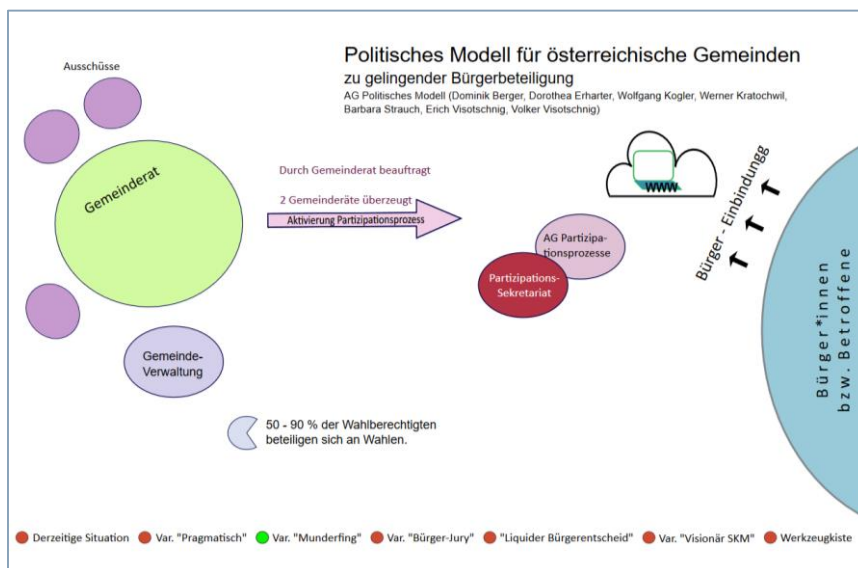 Politisches Modell für österreichische Gemeinden
zu gelingender Bürgerbeteiligung
AG Politisches Modell (Dominik Berger, Dorothea Erharter, Wolfgang Kogler, Werner Kratochwil,
Barbara Strauch, Erich Visotschnig, Volker Visotschnig)
Ausschüsse
Gemeinderat
Durch Gemeinderat beauftragt
2 Gemeinderäte überzeugt
Aktivierung Partizipationsprozess
AG Partizipa-
tionsprozesse
Partizipations-
Sekretariat
Bürger - Einbindungg
Bürger*innen
bzw. Betroffene
Gemeinde-
Verwaltung
50 - 90 % der Wahlberechtigten
beteiligen sich an Wahlen.
Derzeitige Situation
Var. "Pragmatisch"
Var. "Munderfing"
Var. "Bürger-Jury"
"Liquider Bürgerentscheid"
Var. "Visionär SKM"
Werkzeugkiste